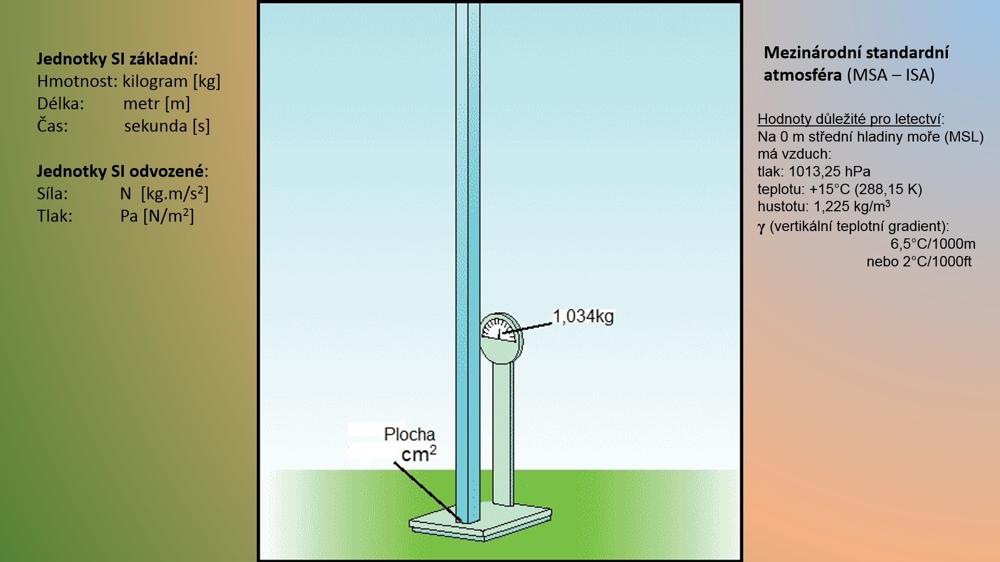 Jednotky SI základní:
Hmotnost: kilogram [kg]
Délka: metr [m]
Čas: sekunda [s]
Jednotky SI odvozené:
Síla: N [kg.m/s²]
Tlak: Pa [N/m²]
1,034kg
Plocha
cm²
Mezinárodní standardní
atmosféra (MSA – ISA)
Hodnoty důležité pro letectví:
Na 0 m střední hladiny moře (MSL)
má vzduch:
tlak: 1013,25 hPa
teplotu: +15°C (288,15 K)
hustotu: 1,225 kg/m³
γ (vertikální teplotní gradient):
6,5°C/1000m
nebo 2°C/1000ft